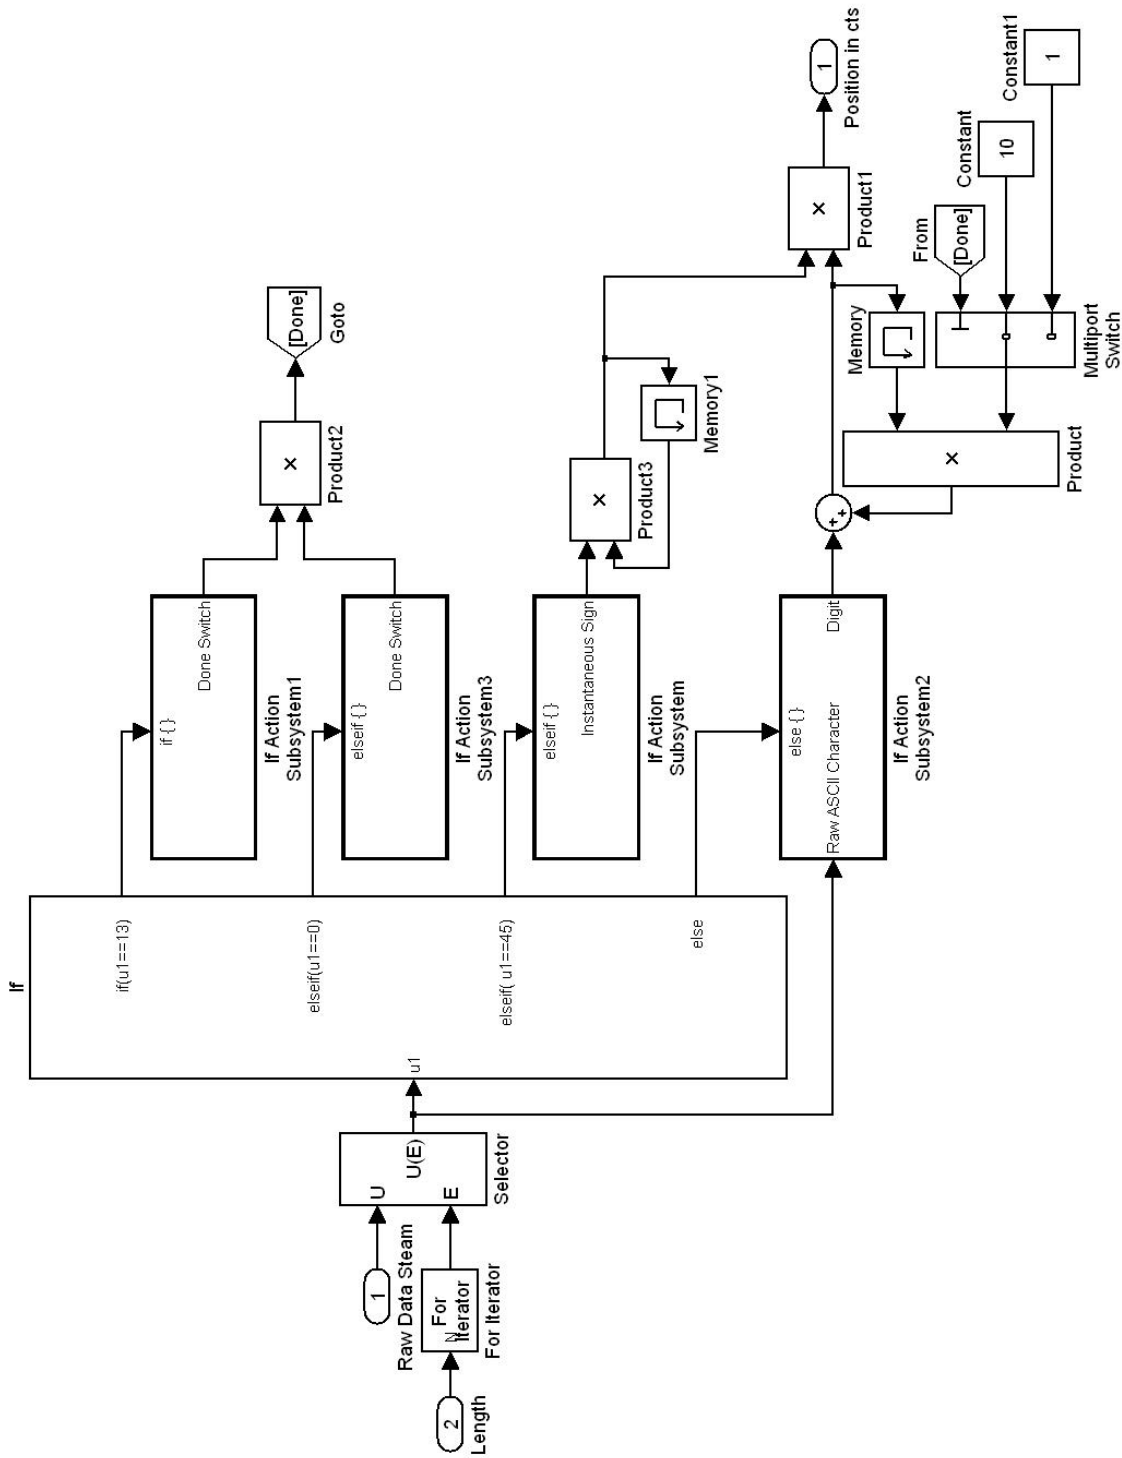 If
if(u1==13)
elseif(u1==0)
elseif( u1==45)
else
u1
1
Raw Data Steam
2
Length
For
Iterator
N
For Iterator
U
E
U(E)
Selector
if { }
Done Switch
If Action
Subsystem1
elseif { }
Done Switch
If Action
Subsystem3
elseif { }
Instantaneous Sign
If Action
Subsystem
else { }
Raw ASCII Character
Digit
If Action
Subsystem2
×
Product2
[Done]
Goto
×
Product3
Memory1
+
+
×
Product
Memory
Multiport
Switch
From
[Done]
Constant
10
Constant1
1
×
Product1
1
Position in cts